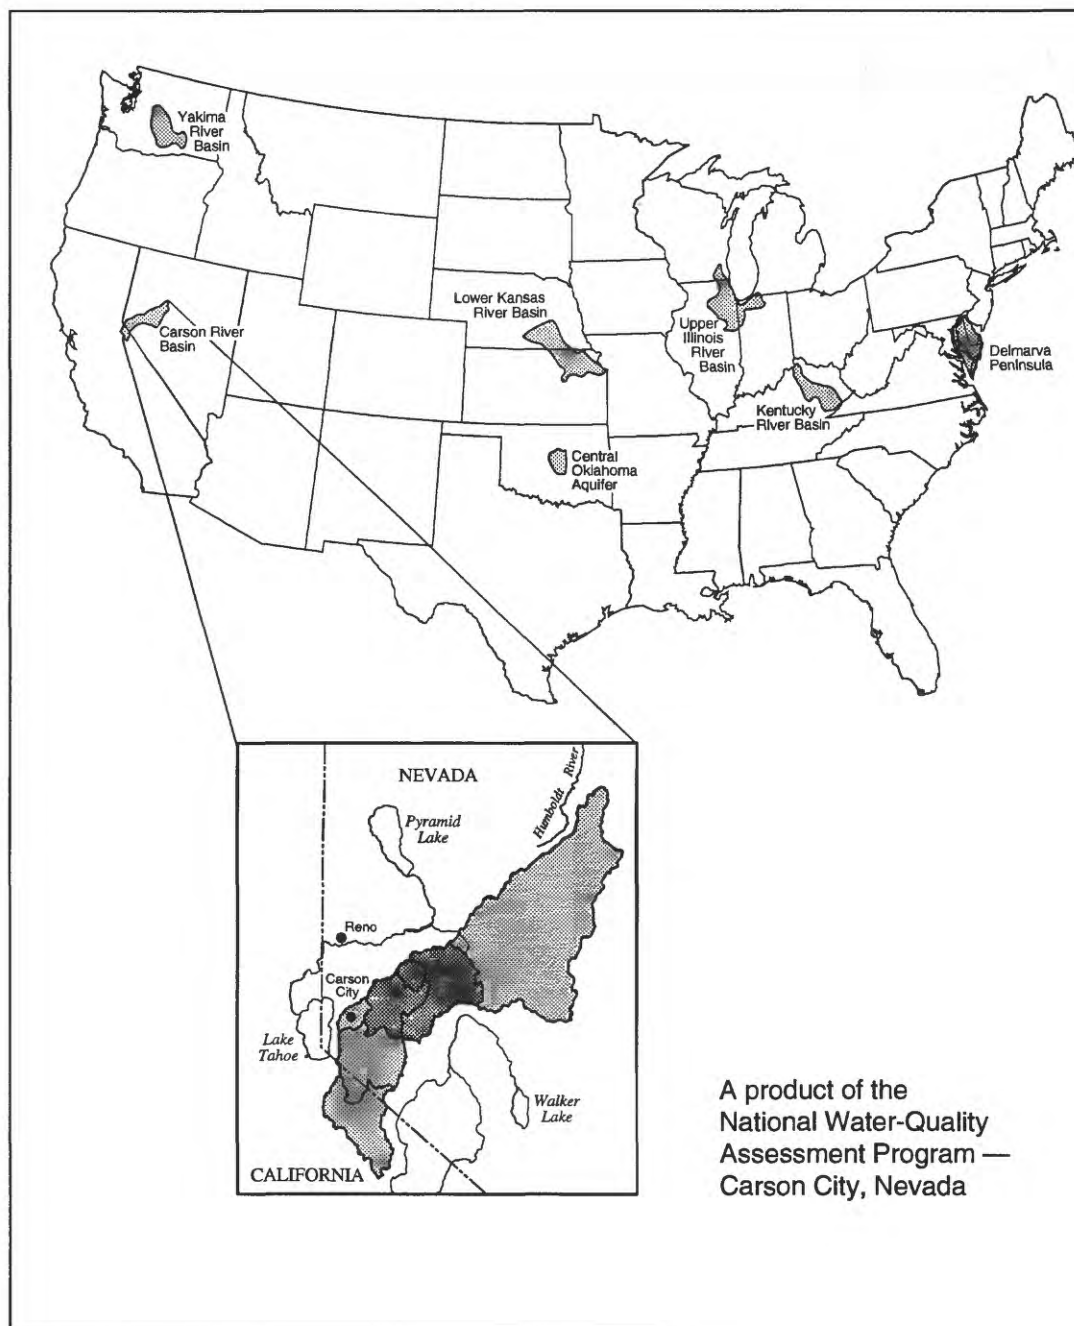 Yakima
River
Basin
Carson River
Basin
Lower Kansas
River Basin
Upper
Illinois
River
Basin
Delmarva
Peninsula
Kentucky
River Basin
Central
Oklahoma
Aquifer
NEVADA
Humboldt River
Pyramid
Lake
Reno
Carson
City
Lake
Tahoe
Walker
Lake
CALIFORNIA
A product of the
National Water-Quality
Assessment Program —
Carson City, Nevada